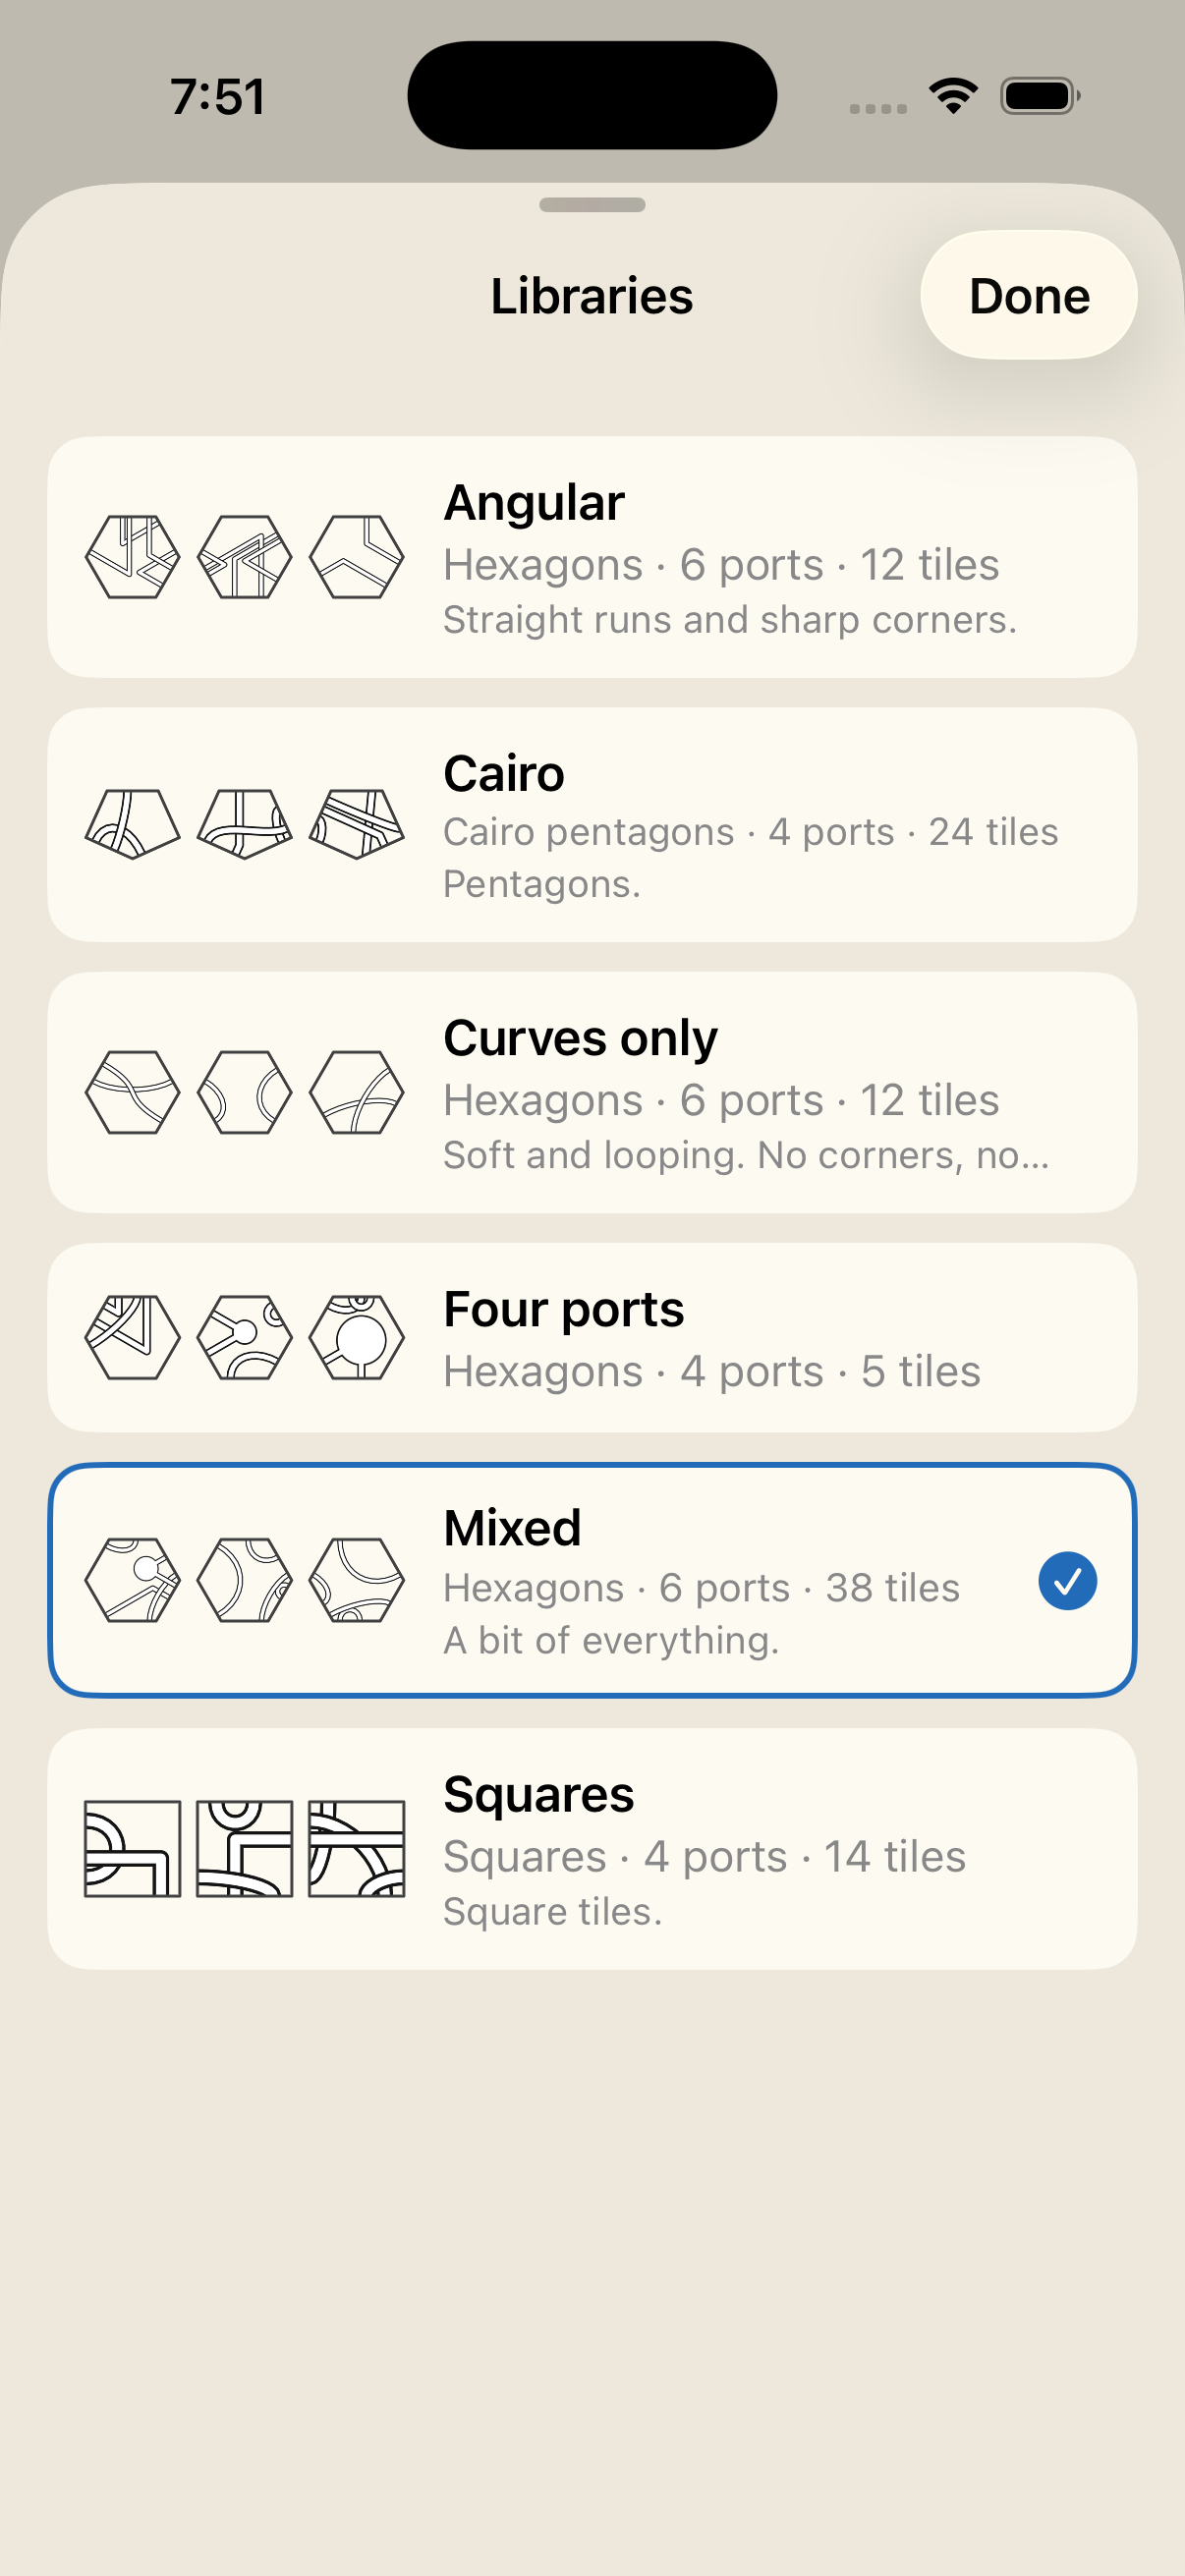 7:51
Libraries
Done
Angular
Hexagons · 6 ports · 12 tiles
Straight runs and sharp corners.
Cairo
Cairo pentagons · 4 ports · 24 tiles
Pentagons.
Curves only
Hexagons · 6 ports · 12 tiles
Soft and looping. No corners, no...
Four ports
Hexagons · 4 ports · 5 tiles
Mixed
Hexagons · 6 ports · 38 tiles
A bit of everything.
Squares
Squares · 4 ports · 14 tiles
Square tiles.